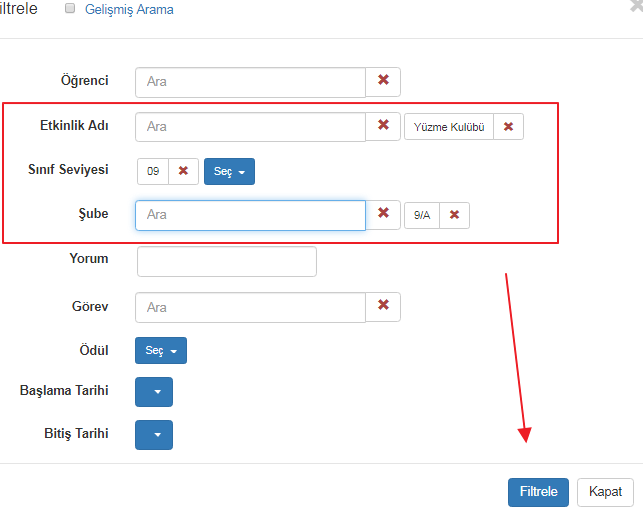 iltrele Gelişmiş Arama
Öğrenci Ara
Etkinlik Adı Ara Yüzme Kulübü
Sınıf Seviyesi 09 Seç
Şube Ara 9/A
Yorum
Görev Ara
Ödül Seç
Başlama Tarihi
Bitiş Tarihi
Filtrele Kapat